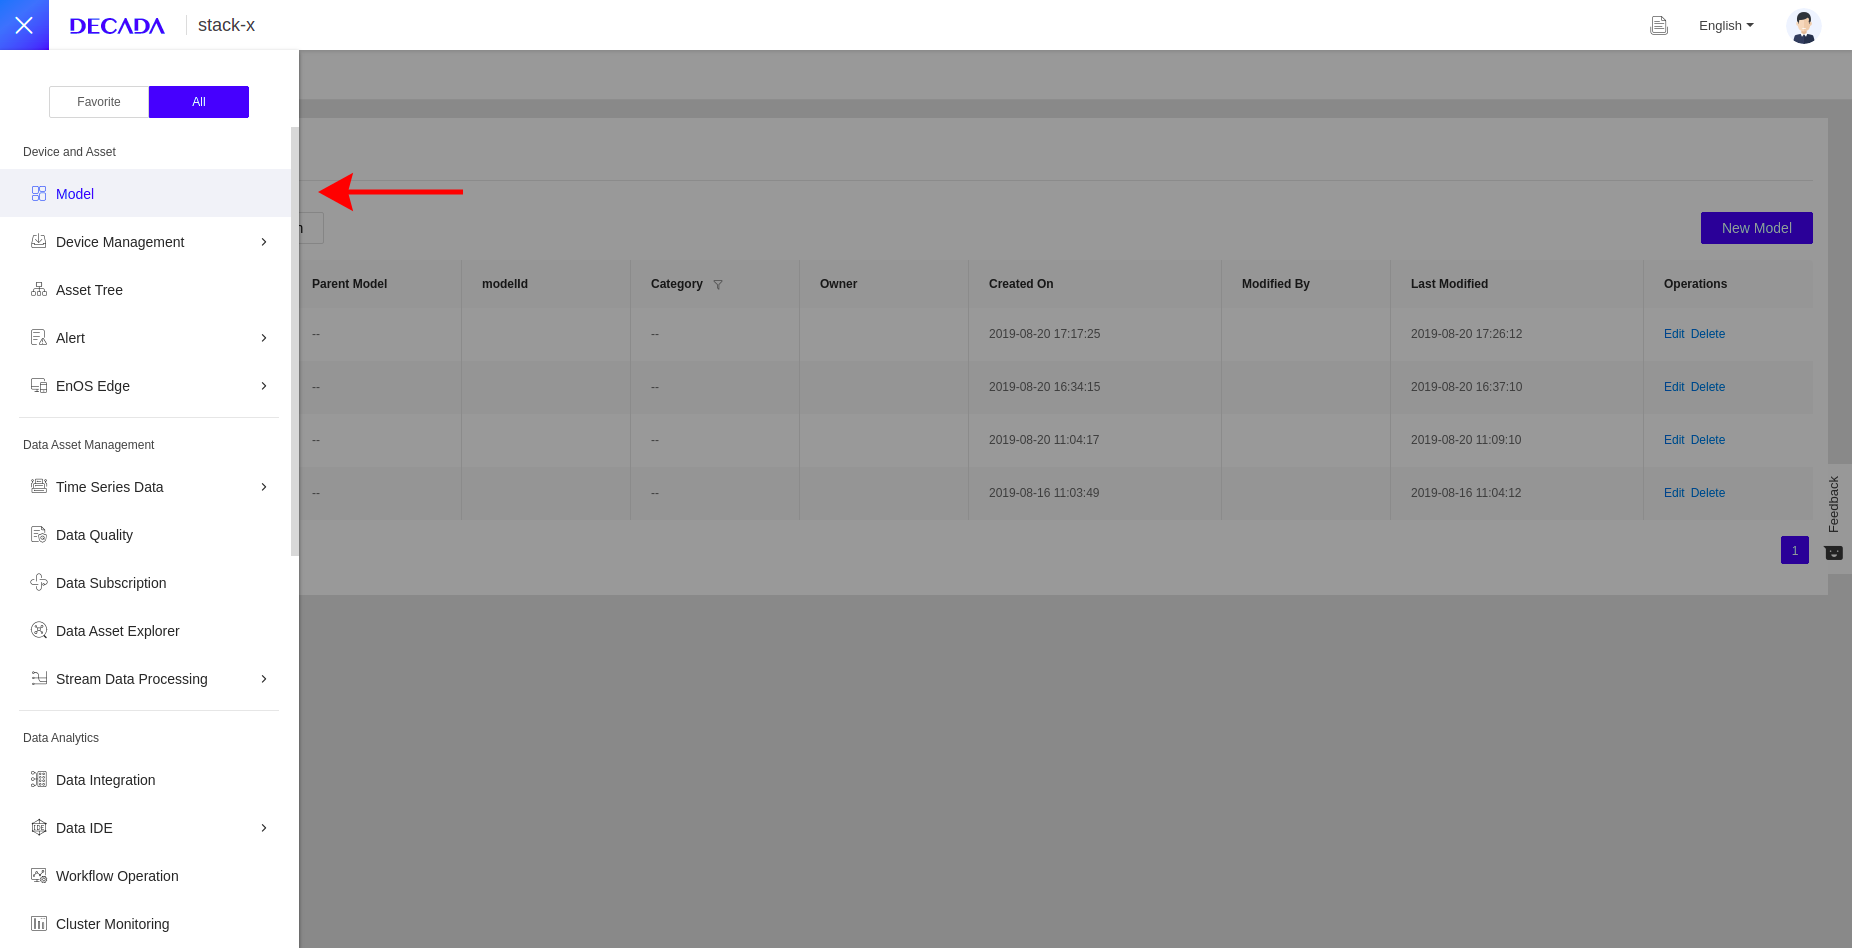 DECADA stack-x English
Favorite All
Device and Asset
Model
Device Management
Asset Tree
Alert
EnOS Edge
Data Asset Management
Time Series Data
Data Quality
Data Subscription
Data Asset Explorer
Stream Data Processing
Data Analytics
Data Integration
Data IDE
Workflow Operation
Cluster Monitoring
New Model
Parent Model modelId Category Owner Created On Modified By Last Modified Operations
-- -- 2019-08-20 17:17:25 2019-08-20 17:26:12 Edit Delete
-- -- 2019-08-20 16:34:15 2019-08-20 16:37:10 Edit Delete
-- -- 2019-08-20 11:04:17 2019-08-20 11:09:10 Edit Delete
-- -- 2019-08-16 11:03:49 2019-08-16 11:04:12 Edit Delete
1
Feedback